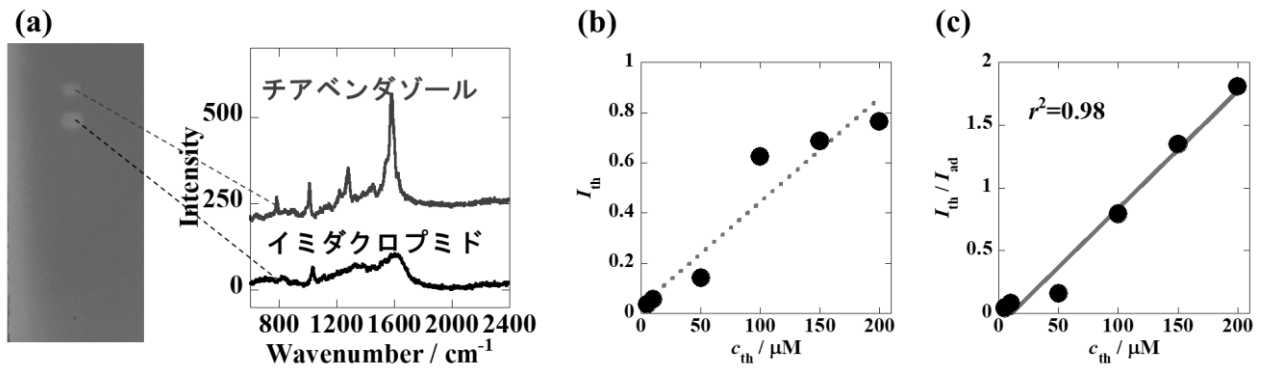 (a)
チアベンダゾール
イミダクロプミド
Intensity
500
250
0
800 1200 1600 2000 2400
Wavenumber / cm-1
(b)
Ith
1
0.8
0.6
0.4
0.2
0
0 50 100 150 200
cth / μM
(c)
r2=0.98
Ith / Iad
2
1.5
1
0.5
0
0 50 100 150 200
cth / μM